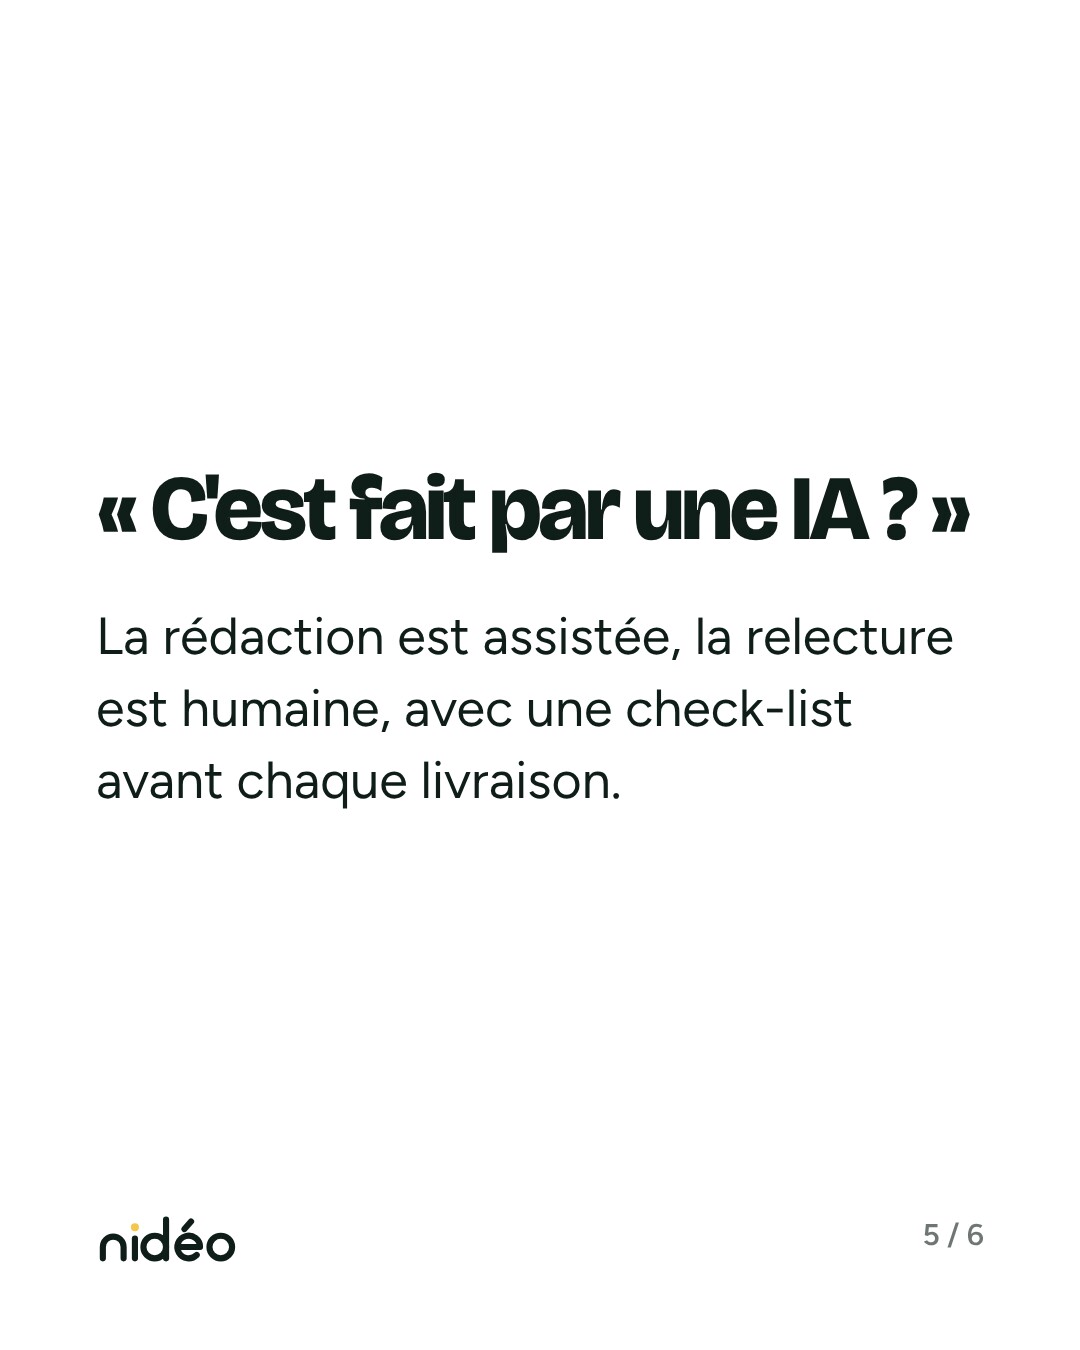 « C'est fait par une IA ? »
La rédaction est assistée, la relecture
est humaine, avec une check-list
avant chaque livraison.
nidéo
5 / 6